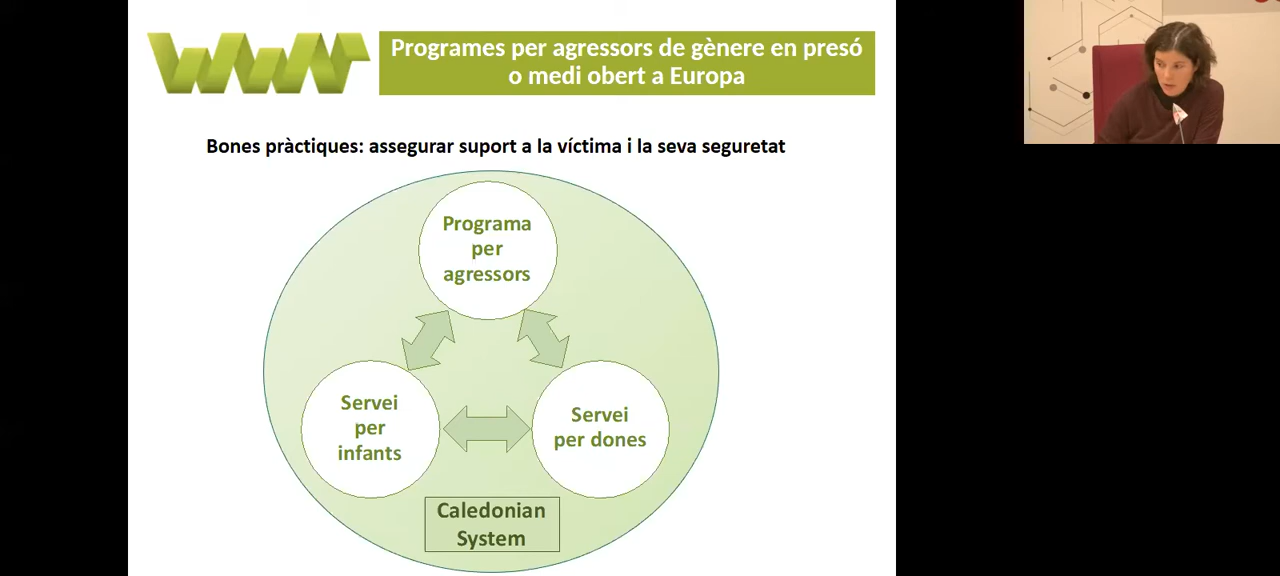 WWN
Programes per agressors de gènere en presó
o medi obert a Europa
Bones pràctiques: assegurar suport a la víctima i la seva seguretat
Programa
per
agressors
Servei
per
infants
Servei
per dones
Caledonian
System